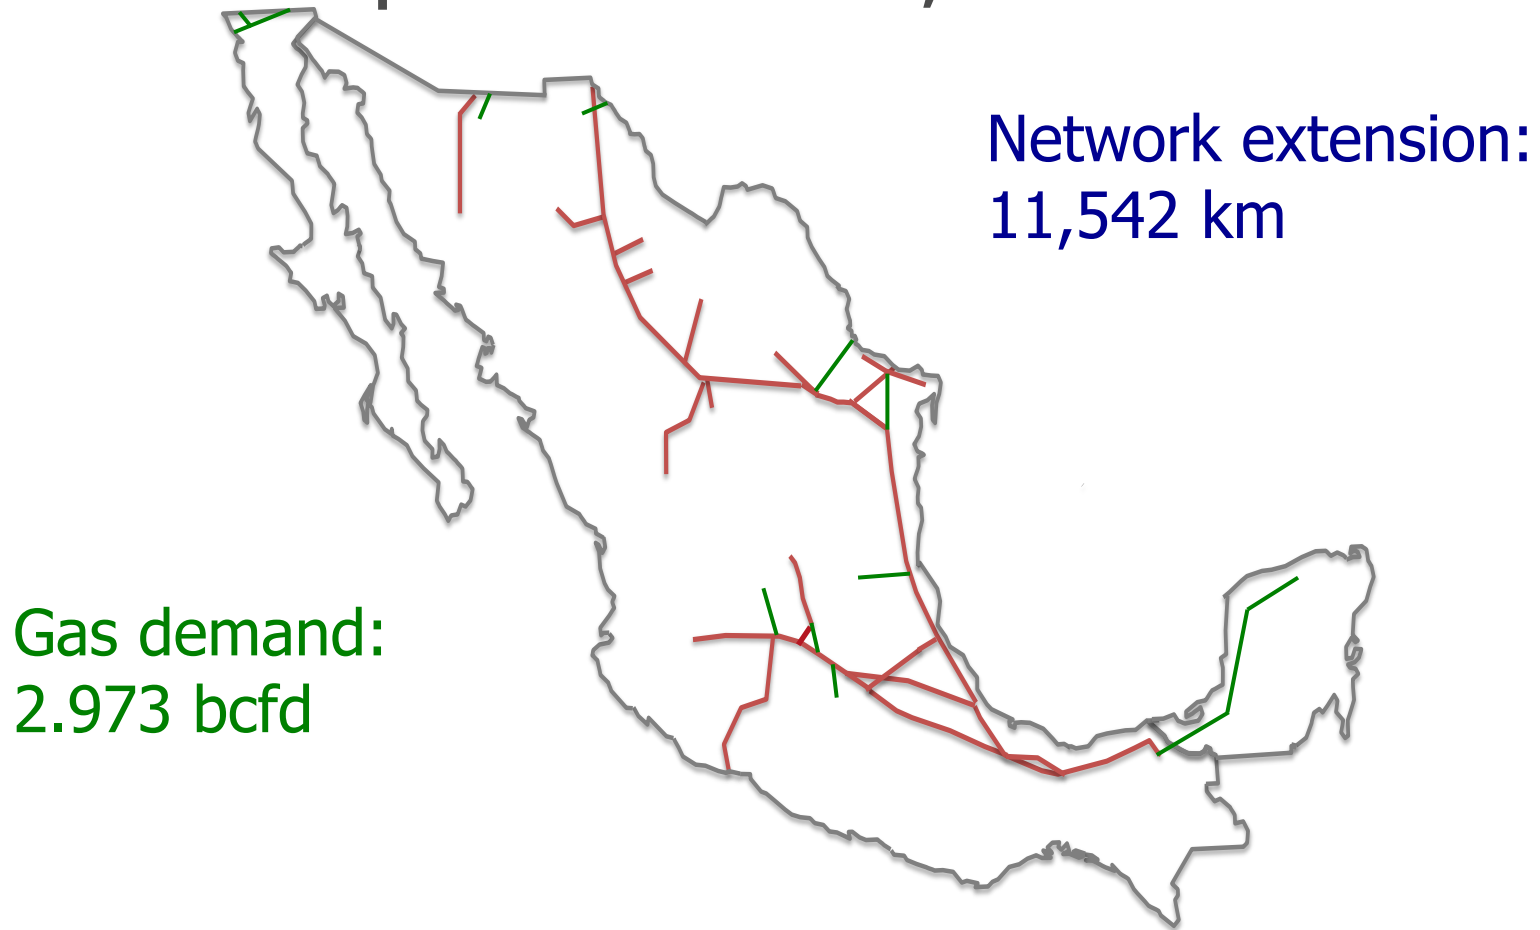 Network extension:
11,542 km
Gas demand:
2.973 bcfd